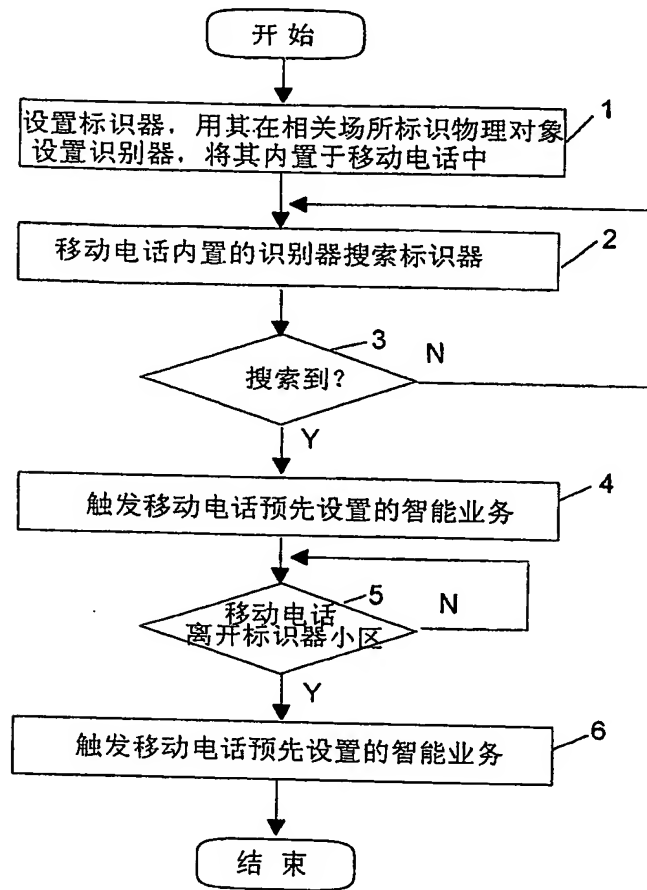 开 始
设置标识器，用其在相关场所标识物理对象
设置识别器，将其内置于移动电话中
1
移动电话内置的识别器搜索标识器
2
3
搜索到?
N
Y
触发移动电话预先设置的智能业务
4
5
移动电话
离开标识器小区
N
Y
触发移动电话预先设置的智能业务
6
结 束